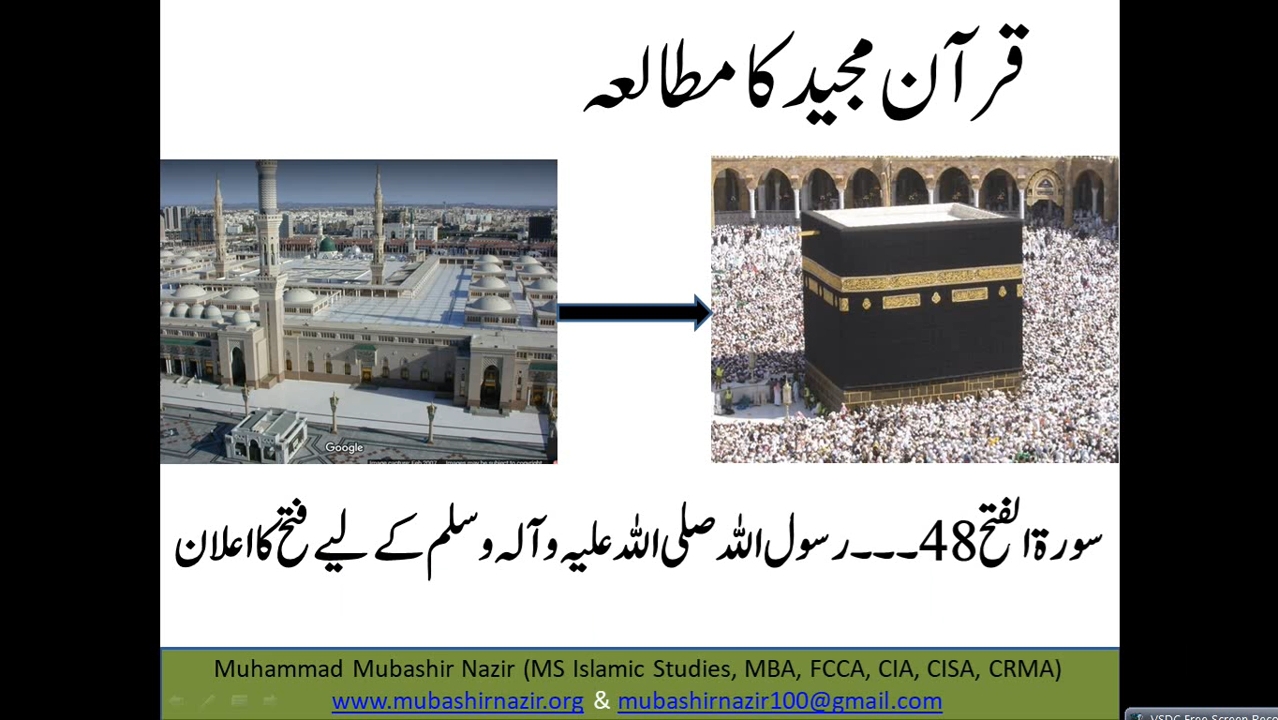 قرآن مجید کا مطالعہ
Google
سورۃ الفتح 48۔۔۔رسول اللہ صلی اللہ علیہ وآلہ وسلم کے لیے فتح کا اعلان
Muhammad Mubashir Nazir (MS Islamic Studies, MBA, FCCA, CIA, CISA, CRMA)
www.mubashirnazir.org & mubashirnazir100@gmail.com